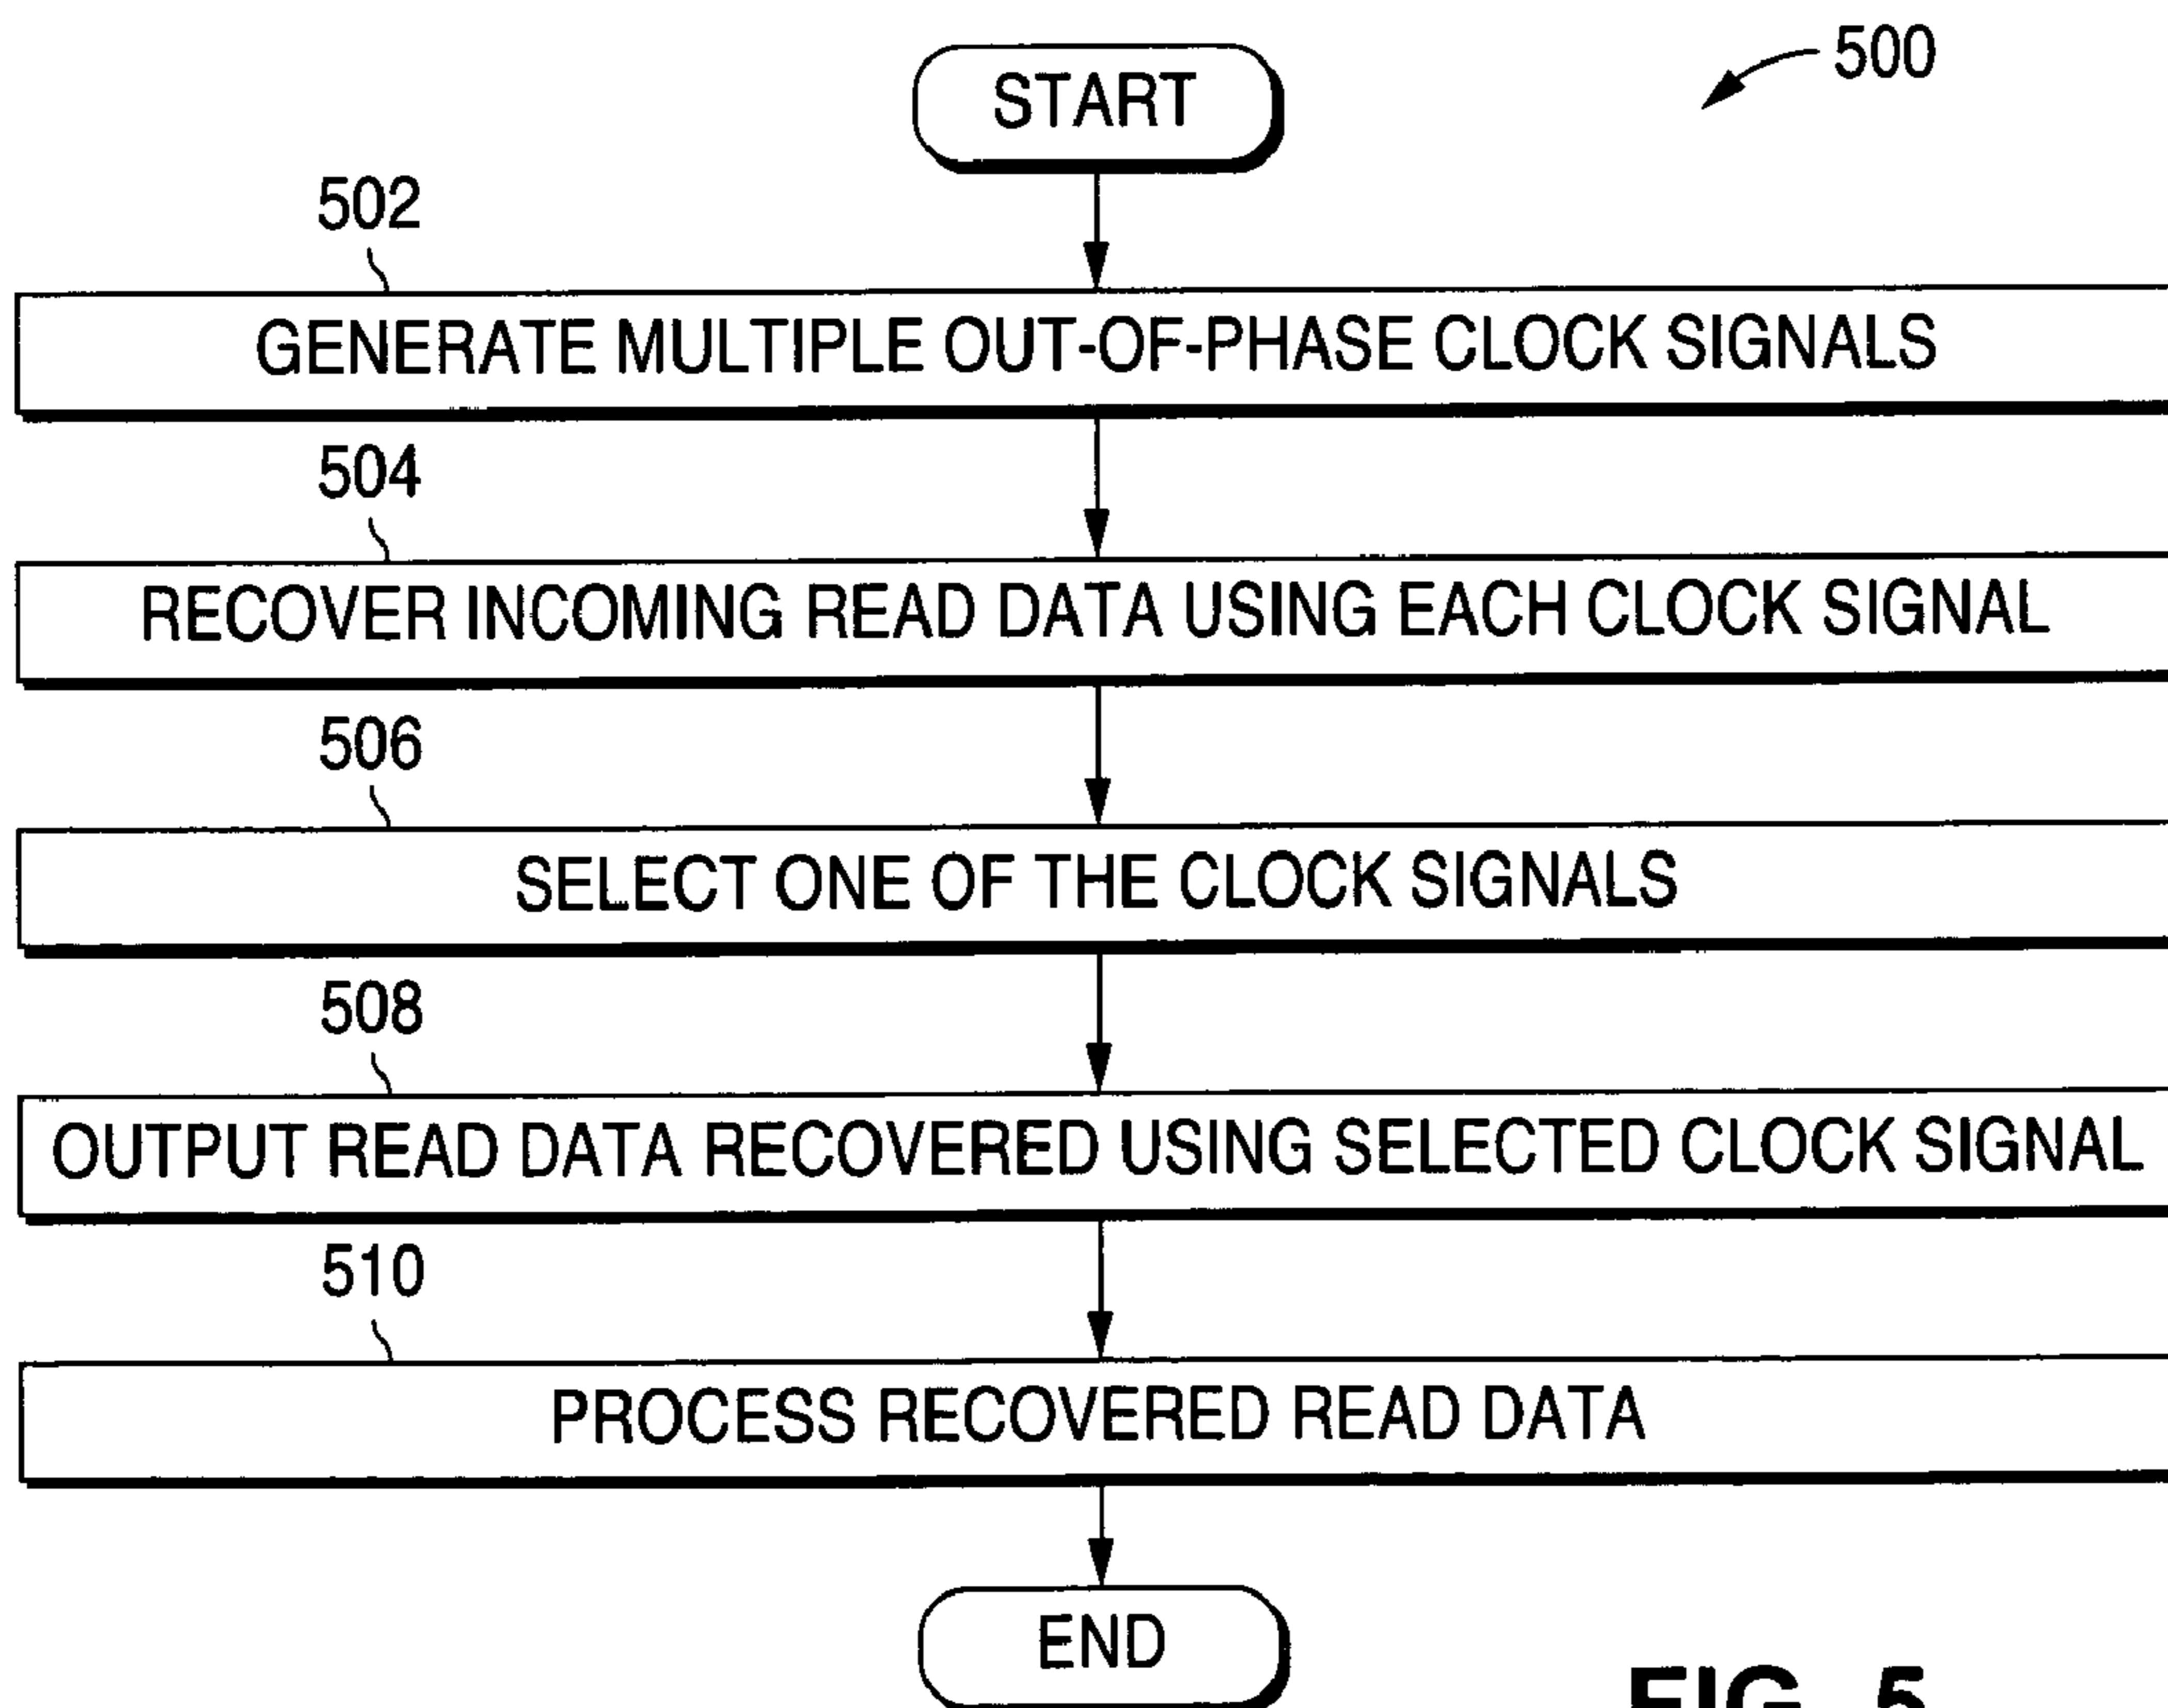 500
START
502
GENERATE MULTIPLE OUT-OF-PHASE CLOCK SIGNALS
504
RECOVER INCOMING READ DATA USING EACH CLOCK SIGNAL
506
SELECT ONE OF THE CLOCK SIGNALS
508
OUTPUT READ DATA RECOVERED USING SELECTED CLOCK SIGNAL
510
PROCESS RECOVERED READ DATA
END
FIG. 5